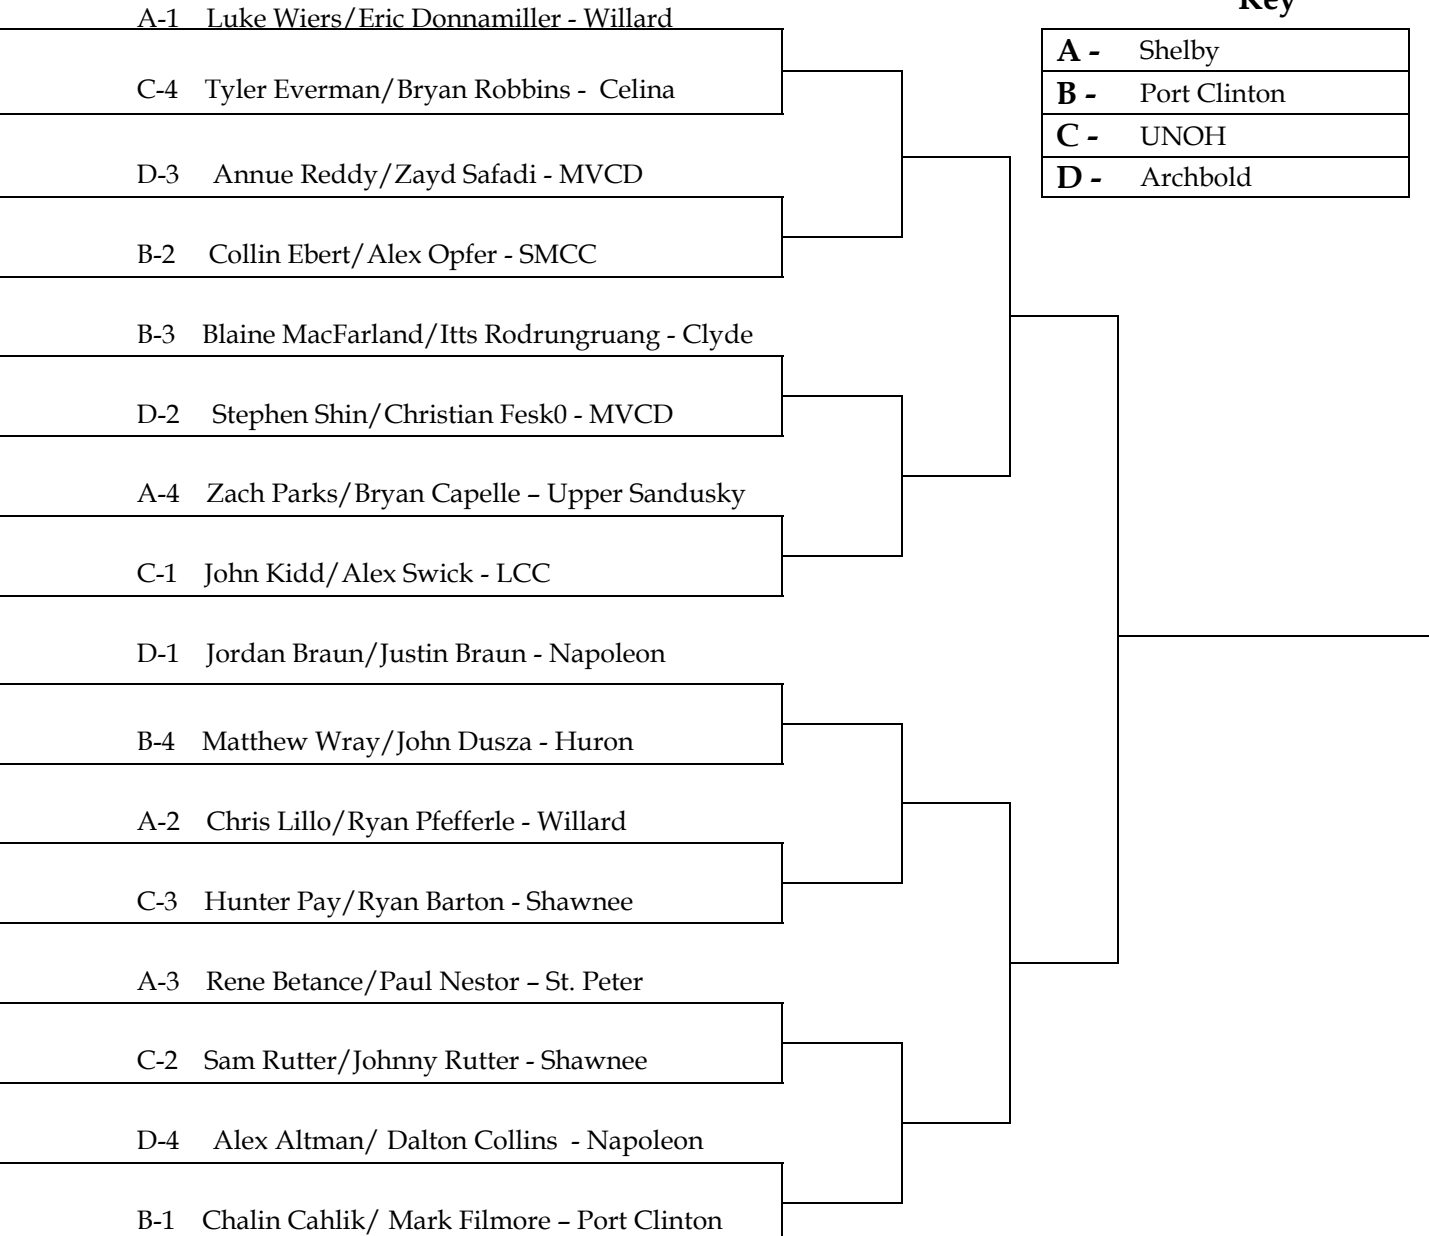 Key
A-1 Luke Wiers/Eric Donnamiller - Willard
A - Shelby
C-4 Tyler Everman/Bryan Robbins - Celina
B - Port Clinton
C - UNOH
D-3 Annue Reddy/Zayd Safadi - MVCD
D - Archbold
B-2 Collin Ebert/Alex Opfer - SMCC
B-3 Blaine MacFarland/Itts Rodrungruang - Clyde
D-2 Stephen Shin/Christian Fesk0 - MVCD
A-4 Zach Parks/Bryan Capelle – Upper Sandusky
C-1 John Kidd/Alex Swick - LCC
D-1 Jordan Braun/Justin Braun - Napoleon
B-4 Matthew Wray/John Dusza - Huron
A-2 Chris Lillo/Ryan Pfefferle - Willard
C-3 Hunter Pay/Ryan Barton - Shawnee
A-3 Rene Betance/Paul Nestor – St. Peter
C-2 Sam Rutter/Johnny Rutter - Shawnee
D-4 Alex Altman/ Dalton Collins - Napoleon
B-1 Chalin Cahlik/ Mark Filmore – Port Clinton